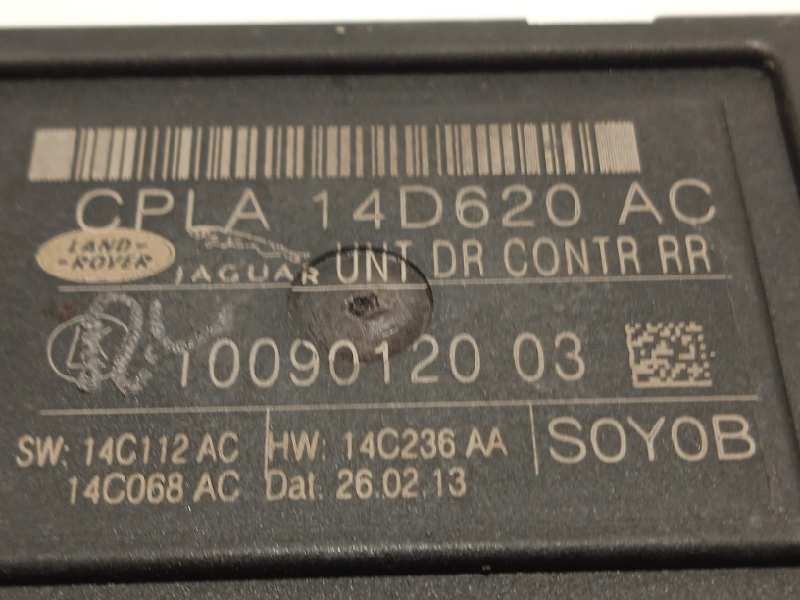 CPLA 14D620 AC
LAND-
-ROVER
JAGUAR UNT DR CONTR RR
LK 10090120 03
SW: 14C112 AC HW: 14C236 AA SOYOB
14C068 AC Dat: 26.02.13